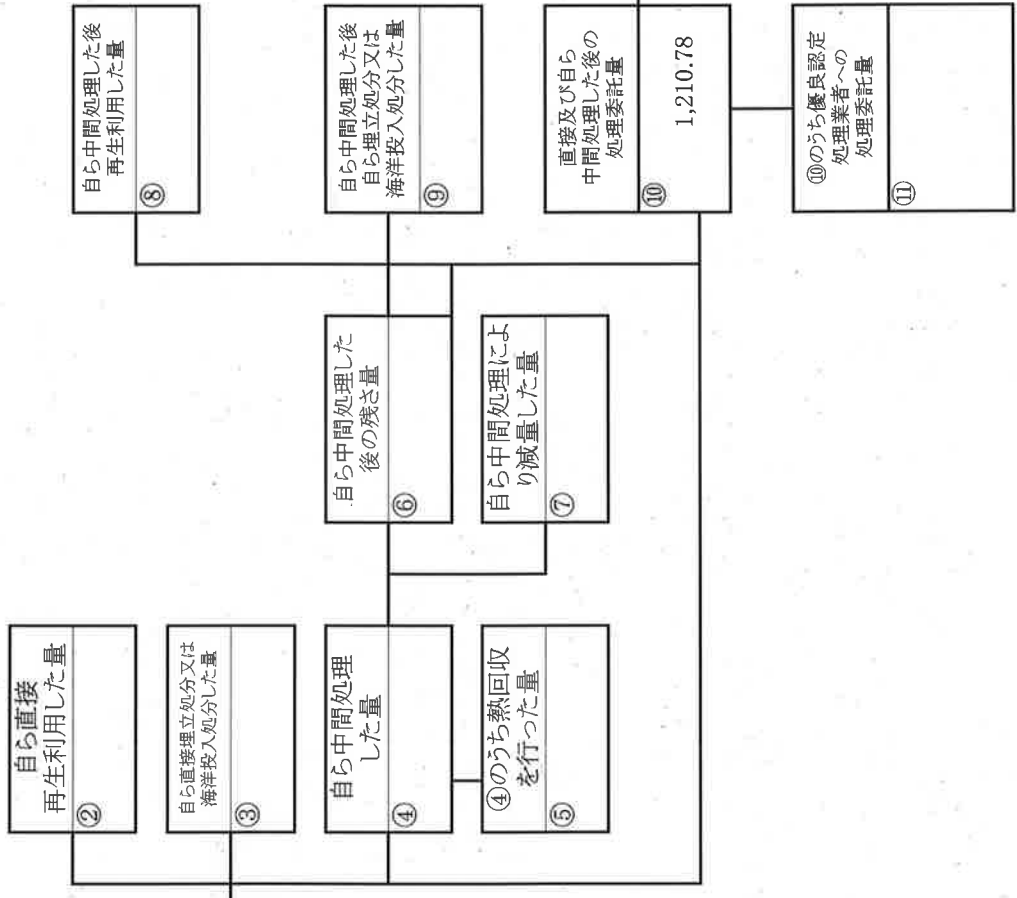 自ら直接
再生利用した量
②
自ら直接埋立処分又は
海洋投入処分した量
③
自ら中間処理
した量
④
④のうち熱回収
を行った量
⑤
自ら中間処理した
後の残さ量
⑥
自ら中間処理によ
り減量した量
⑦
自ら中間処理した後
再生利用した量
⑧
自ら中間処理した後
自ら埋立処分又は
海洋投入処分した量
⑨
直接及び自ら
中間処理した後の
処理委託量
⑩
1,210.78
⑩のうち優良認定
処理業者への
処理委託量
⑪